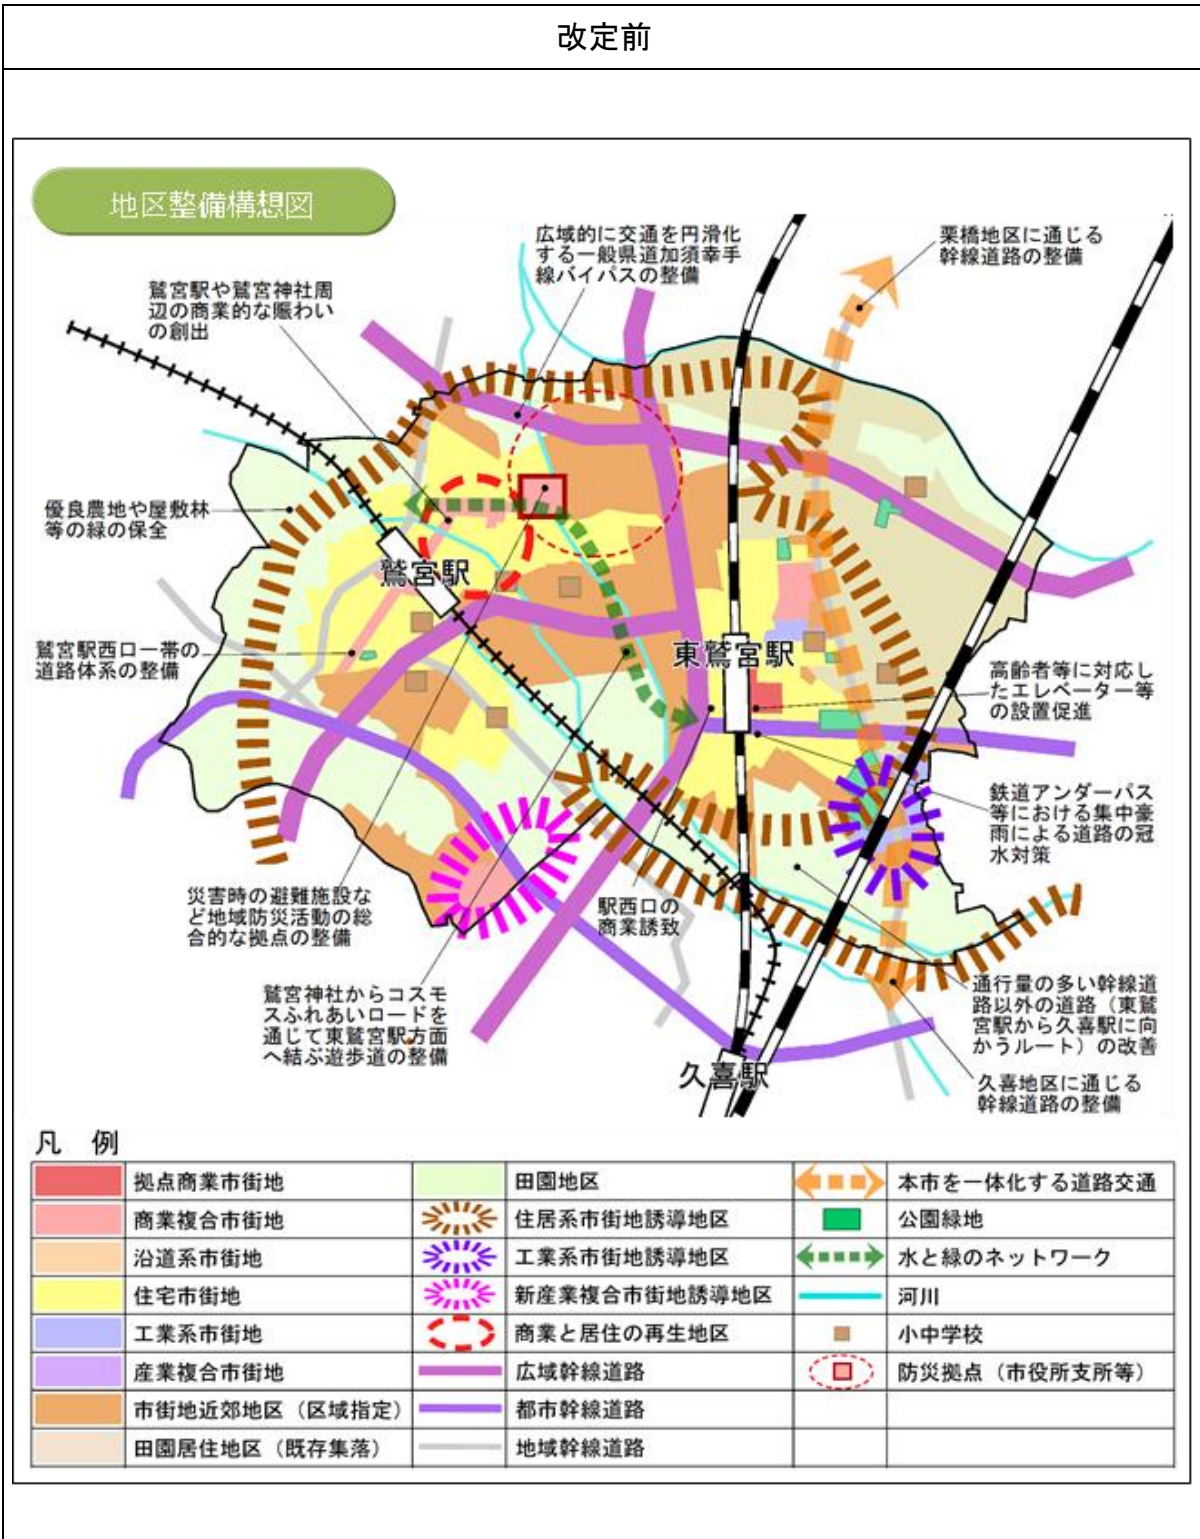 改定前
地区整備構想図
広域的に交通を円滑化
する一般県道加須幸手
線バイパスの整備
栗橋地区に通じる
幹線道路の整備
鷲宮駅や鷲宮神社周
辺の商業的な賑わい
の創出
優良農地や屋敷林
等の緑の保全
鷲宮駅
鷲宮駅西口一帯の
道路体系の整備
東鷲宮駅
高齢者等に対応し
たエレベーター等
の設置促進
鉄道アンダーパス
等における集中豪
雨による道路の冠
水対策
災害時の避難施設な
ど地域防災活動の総
合的な拠点の整備
駅西口の
商業誘致
鷲宮神社からコスモ
スふれあいロードを
通じて東鷲宮駅方面
へ結ぶ遊歩道の整備
通行量の多い幹線道
路以外の道路（東鷲
宮駅から久喜駅に向
かうルート）の改善
久喜駅
久喜地区に通じる
幹線道路の整備
凡 例
拠点商業市街地
田園地区
本市を一体化する道路交通
商業複合市街地
住居系市街地誘導地区
公園緑地
沿道系市街地
工業系市街地誘導地区
水と緑のネットワーク
住宅市街地
新産業複合市街地誘導地区
河川
工業系市街地
商業と居住の再生地区
小中学校
産業複合市街地
広域幹線道路
防災拠点（市役所支所等）
市街地近郊地区（区域指定）
都市幹線道路
田園居住地区（既存集落）
地域幹線道路